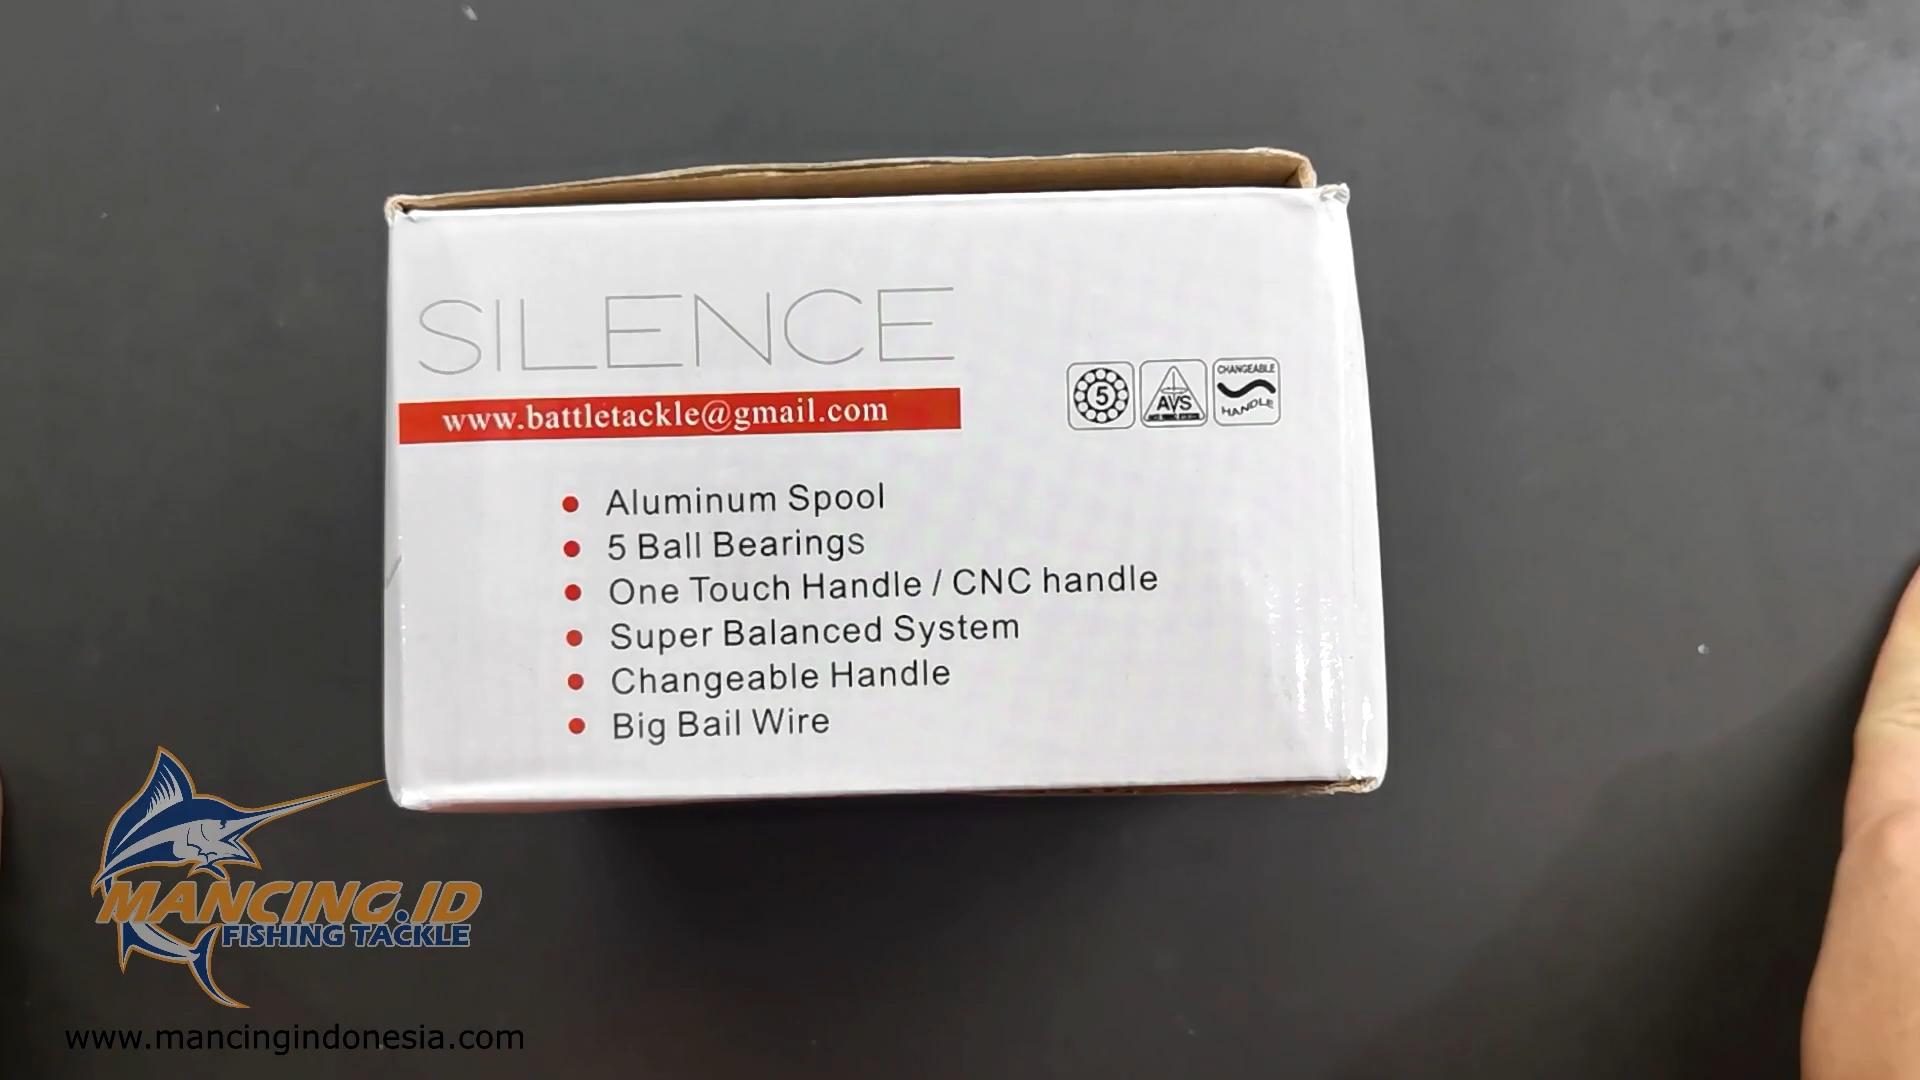 SILENCE
www.battletackle@gmail.com
5
AVS
CHANGEABLE
HANDLE
Aluminum Spool
5 Ball Bearings
One Touch Handle / CNC handle
Super Balanced System
Changeable Handle
Big Bail Wire
MANCING.ID
FISHING TACKLE
www.mancingindonesia.com